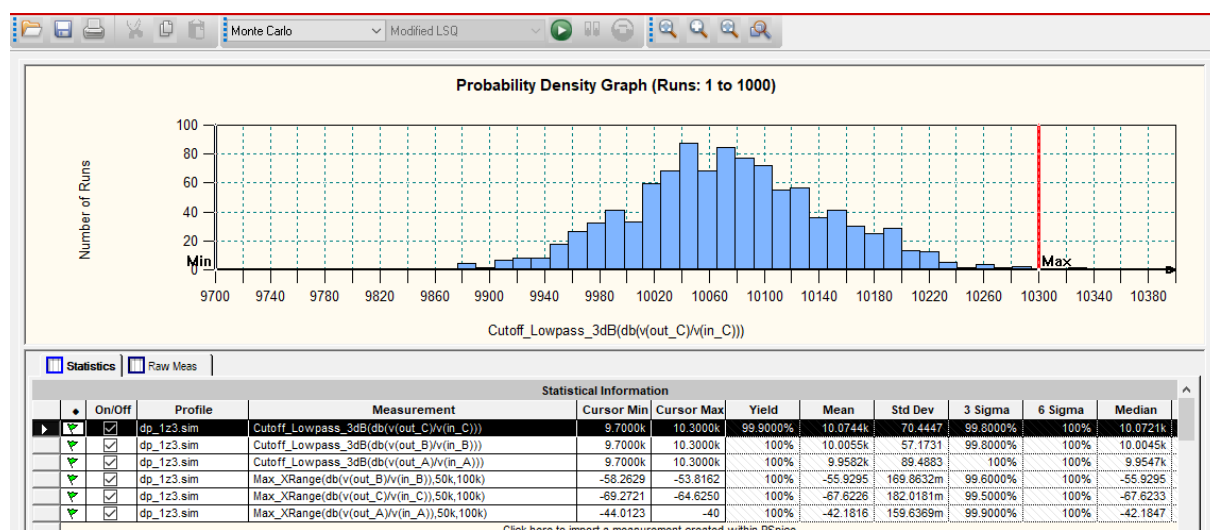 Monte Carlo Modified LSQ
Probability Density Graph (Runs: 1 to 1000)
Number of Runs
100
80
60
40
20
0
Min
Max
9700 9740 9780 9820 9860 9900 9940 9980 10020 10060 10100 10140 10180 10220 10260 10300 10340 10380
Cutoff_Lowpass_3dB(db(v(out_C)/v(in_C)))
Statistics Raw Meas
Statistical Information
On/Off Profile Measurement Cursor Min Cursor Max Yield Mean Std Dev 3 Sigma 6 Sigma Median
dp_1z3.sim Cutoff_Lowpass_3dB(db(v(out_C)/v(in_C))) 9.7000k 10.3000k 99.9000% 10.0744k 70.4447 99.8000% 100% 10.0721k
dp_1z3.sim Cutoff_Lowpass_3dB(db(v(out_B)/v(in_B))) 9.7000k 10.3000k 100% 10.0055k 57.1731 99.8000% 100% 10.0045k
dp_1z3.sim Cutoff_Lowpass_3dB(db(v(out_A)/v(in_A))) 9.7000k 10.3000k 100% 9.9582k 89.4883 100% 100% 9.9547k
dp_1z3.sim Max_XRange(db(v(out_B)/v(in_B)),50k,100k) -58.2629 -53.8162 100% -55.9295 169.8632m 99.6000% 100% -55.9295
dp_1z3.sim Max_XRange(db(v(out_C)/v(in_C)),50k,100k) -69.2721 -64.6250 100% -67.6226 182.0181m 99.5000% 100% -67.6233
dp_1z3.sim Max_XRange(db(v(out_A)/v(in_A)),50k,100k) -44.0123 -40 100% -42.1816 159.6369m 99.9000% 100% -42.1847
Click here to import a measurement created within PSpice